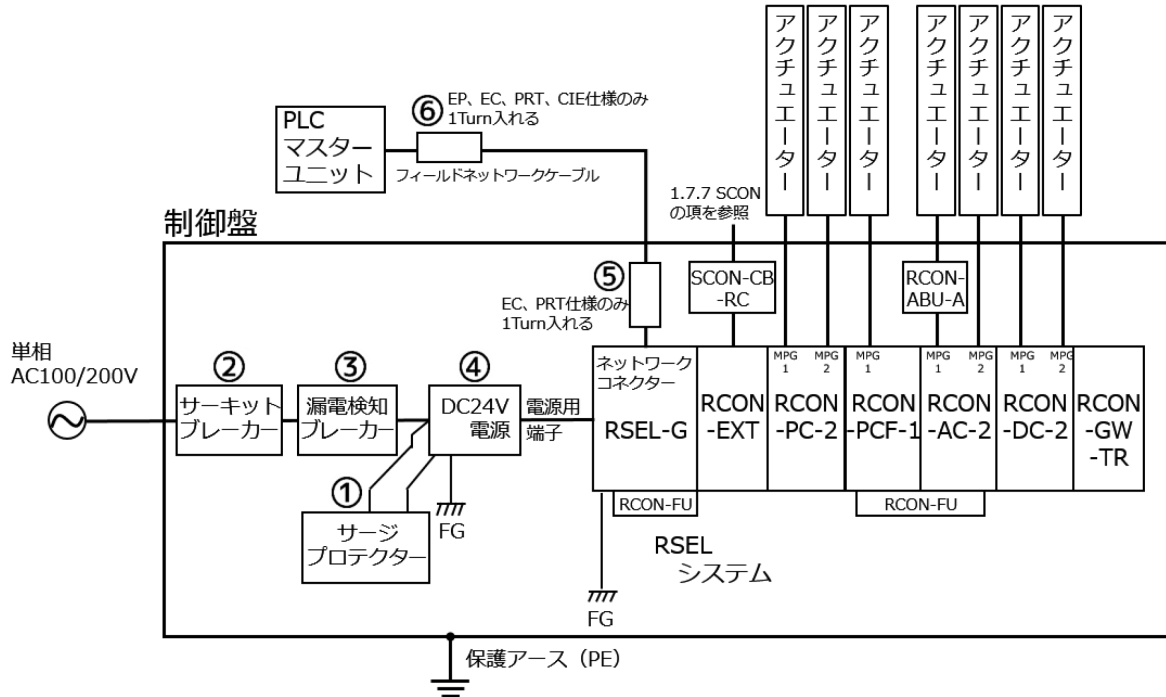 アクチュエーター
アクチュエーター
アクチュエーター
アクチュエーター
アクチュエーター
アクチュエーター
アクチュエーター
⑥
EP、EC、PRT、CIE仕様のみ
1Turn入れる
PLC
マスター
ユニット
フィールドネットワークケーブル
1.7.7 SCON
の項を参照
制御盤
⑤
EC、PRT仕様のみ
1Turn入れる
SCON-CB
-RC
RCON-
ABU-A
単相
AC100/200V
②
サーキット
ブレーカー
③
漏電検知
ブレーカー
④
DC24V
電源
電源用
端子
ネットワーク
コネクター
RSEL-G
RCON
-EXT
MPG
1
MPG
2
RCON
-PC-2
MPG
1
RCON
-PCF-1
MPG
1
MPG
2
RCON
-AC-2
MPG
1
MPG
2
RCON
-DC-2
RCON
-GW
-TR
①
サージ
プロテクター
FG
RCON-FU
RCON-FU
RSEL
システム
FG
保護アース（PE）